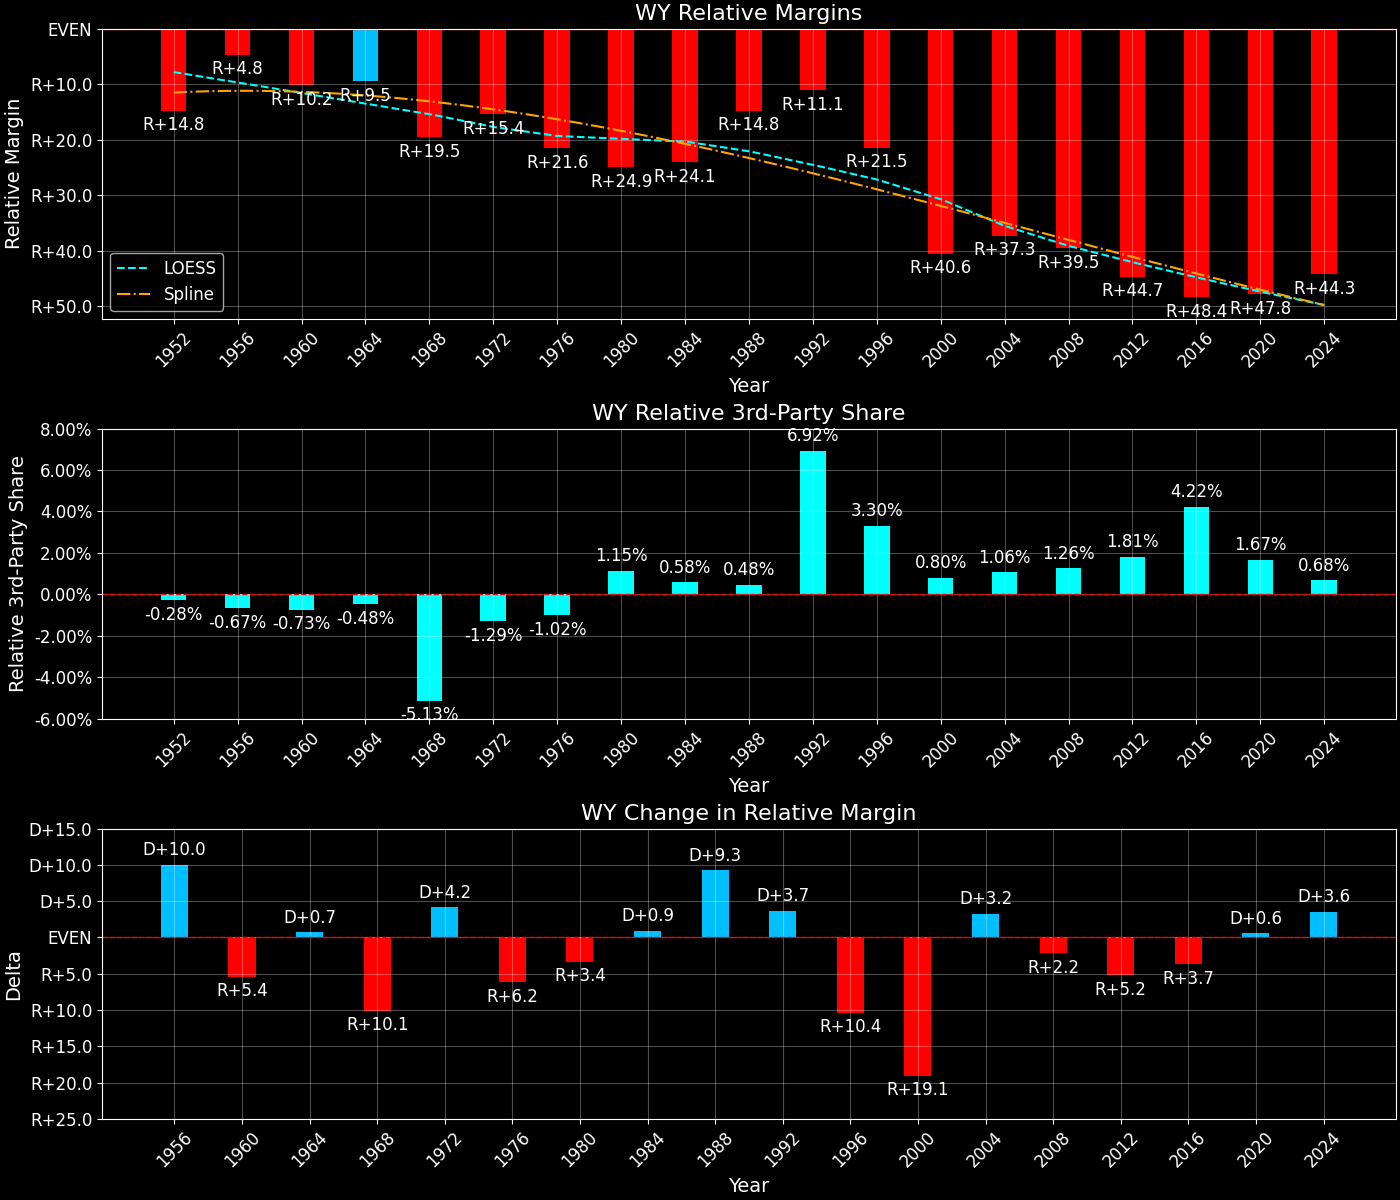 WY Relative Margins
EVEN
R+10.0
R+20.0
R+30.0
R+40.0
R+50.0
Relative Margin
R+14.8
R+4.8
R+10.2
R+9.5
R+19.5
R+15.4
R+21.6
R+24.9
R+24.1
R+14.8
R+11.1
R+21.5
R+40.6
R+37.3
R+39.5
R+44.7
R+48.4
R+47.8
R+44.3
LOESS
Spline
1952 1956 1960 1964 1968 1972 1976 1980 1984 1988 1992 1996 2000 2004 2008 2012 2016 2020 2024
Year
WY Relative 3rd-Party Share
8.00%
6.00%
4.00%
2.00%
0.00%
-2.00%
-4.00%
-6.00%
Relative 3rd-Party Share
-0.28%
-0.67%
-0.73%
-0.48%
-5.13%
-1.29%
-1.02%
1.15%
0.58%
0.48%
6.92%
3.30%
0.80%
1.06%
1.26%
1.81%
4.22%
1.67%
0.68%
1952 1956 1960 1964 1968 1972 1976 1980 1984 1988 1992 1996 2000 2004 2008 2012 2016 2020 2024
Year
WY Change in Relative Margin
D+15.0
D+10.0
D+5.0
EVEN
R+5.0
R+10.0
R+15.0
R+20.0
R+25.0
Delta
D+10.0
R+5.4
D+0.7
R+10.1
D+4.2
R+6.2
R+3.4
D+0.9
D+9.3
D+3.7
R+10.4
R+19.1
D+3.2
R+2.2
R+5.2
R+3.7
D+0.6
D+3.6
1956 1960 1964 1968 1972 1976 1980 1984 1988 1992 1996 2000 2004 2008 2012 2016 2020 2024
Year